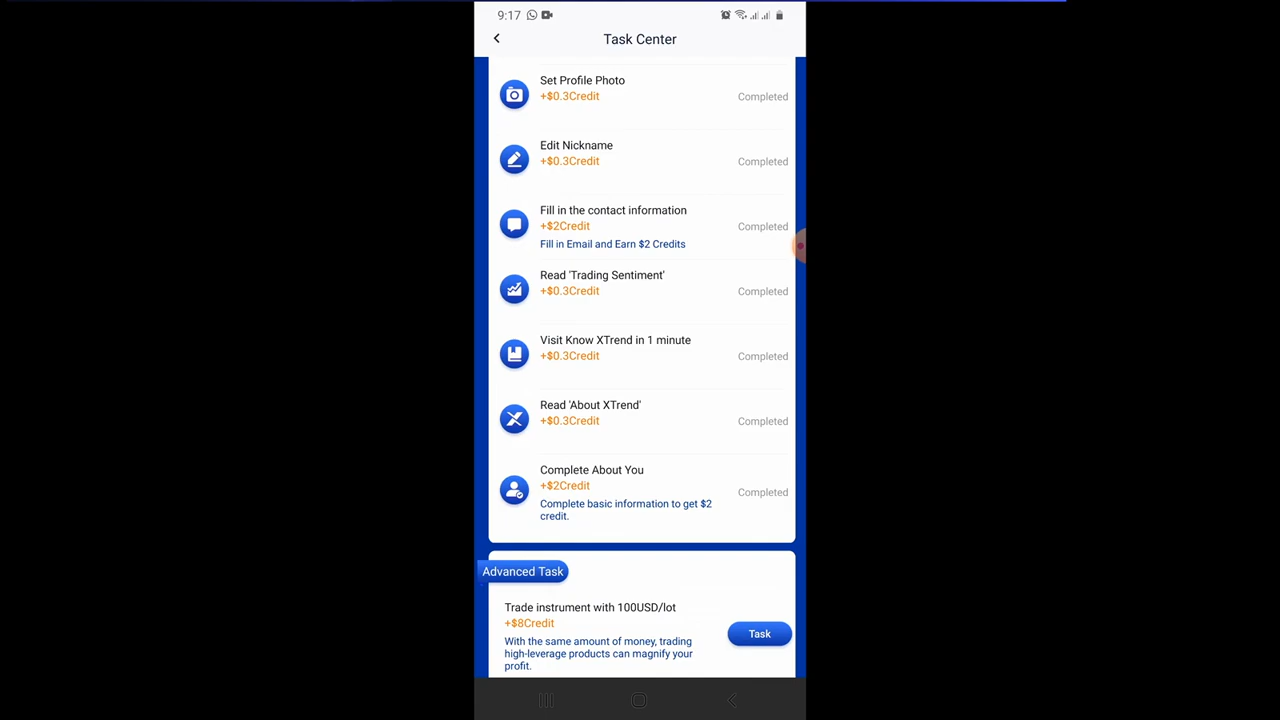 9:17
Task Center
Set Profile Photo
+$0.3Credit
Completed
Edit Nickname
+$0.3Credit
Completed
Fill in the contact information
+$2Credit
Completed
Fill in Email and Earn $2 Credits
Read 'Trading Sentiment'
+$0.3Credit
Completed
Visit Know XTrend in 1 minute
+$0.3Credit
Completed
Read 'About XTrend'
+$0.3Credit
Completed
Complete About You
+$2Credit
Completed
Complete basic information to get $2
credit.
Advanced Task
Trade instrument with 100USD/lot
+$8Credit
Task
With the same amount of money, trading
high-leverage products can magnify your
profit.